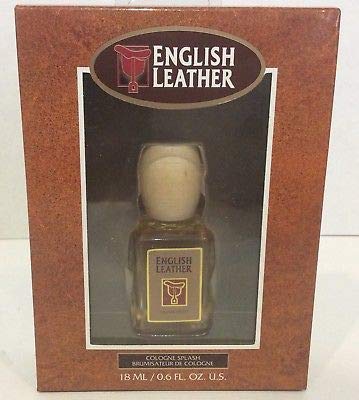 ENGLISH
LEATHER
ENGLISH
LEATHER
COLOGNE SPLASH
BRUMISATEUR DE COLOGNE
18 ML / 0.6 FL. OZ. U.S.